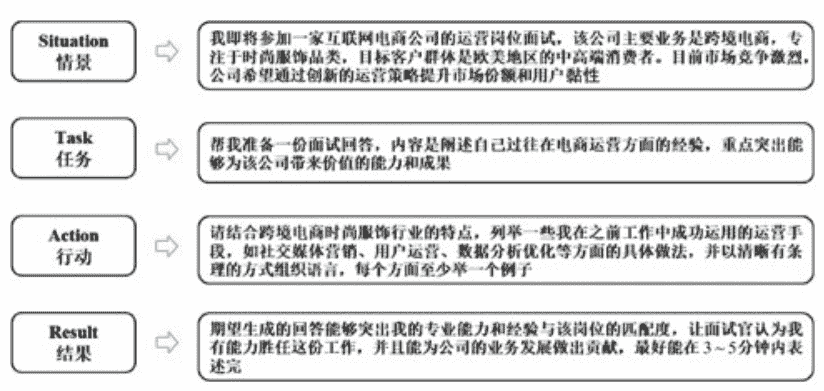 Situation
情景
我即将参加一家互联网电商公司的运营岗位面试，该公司主要业务是跨境电商，专
注于时尚服饰品类，目标客户群体是欧美地区的中高端消费者。目前市场竞争激烈，
公司希望通过创新的运营策略提升市场份额和用户黏性
Task
任务
帮我准备一份面试回答，内容是阐述自己过往在电商运营方面的经验，重点突出能
够为该公司带来价值的能力和成果
Action
行动
请结合跨境电商时尚服饰行业的特点，列举一些我在之前工作中成功运用的运营手
段，如社交媒体营销、用户运营、数据分析优化等方面的具体做法，并以清晰有条
理的方式组织语言，每个方面至少举一个例子
Result
结果
期望生成的回答能够突出我的专业能力和经验与该岗位的匹配度，让面试官认为我
有能力胜任这份工作，并且能为公司的业务发展做出贡献，最好能在3～5分钟内表
述完